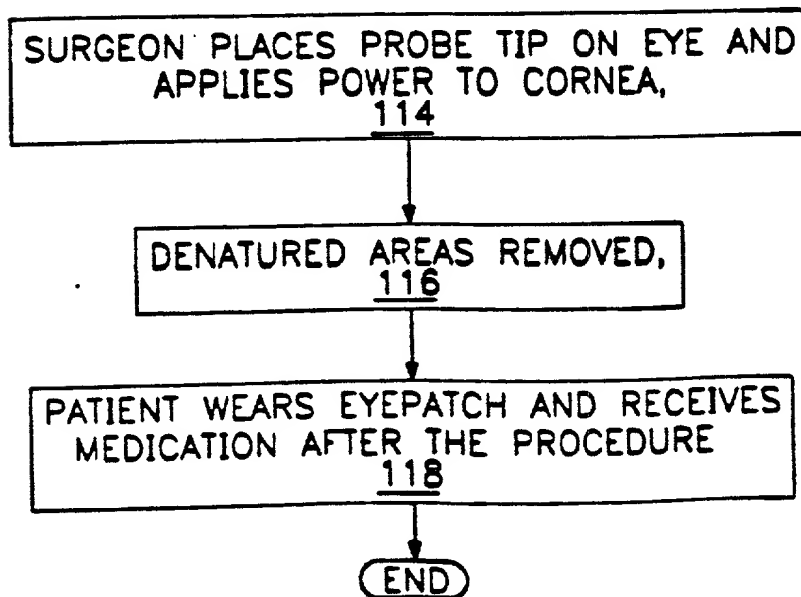 SURGEON PLACES PROBE TIP ON EYE AND
APPLIES POWER TO CORNEA,
114
DENATURED AREAS REMOVED,
116
PATIENT WEARS EYEPATCH AND RECEIVES
MEDICATION AFTER THE PROCEDURE
118
END